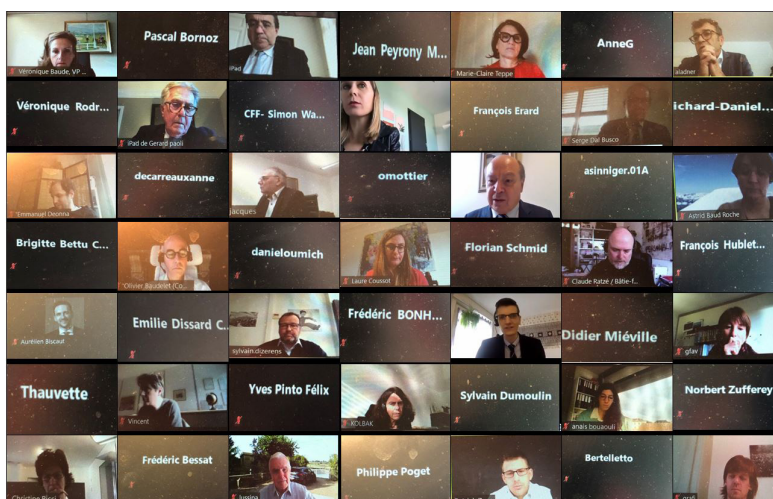 Véronique Baude, VP ...
Pascal Bornoz
iPad
Jean Peyrony M...
Marie-Claire Teppe
AnneG
aladner
Véronique Rodr...
iPad de Gerard paoli
CFF- Simon Wa...
François Erard
Serge Dal Busco
ichard-Daniel...
Emmanuel Deonna
decarreauxanne
jacques
omottier
asinniger.01A
Astrid Baud Roche
Brigitte Bettu C...
Olivier Baudelet (Co...
danieloumich
Laure Coussot
Florian Schmid
Claude Ratzé / Bâtie-f...
François Hublet...
Aurélien Biscaut
Emilie Dissard C...
sylvain.dizerens
Frédéric BONH...
Didier Miéville
gfav
Thauvette
Vincent
Yves Pinto Félix
KOLBAK
Sylvain Dumoulin
anais bouaouli
Norbert Zufferey
Frédéric Bessat
lussina
Philippe Poget
Bertelletto